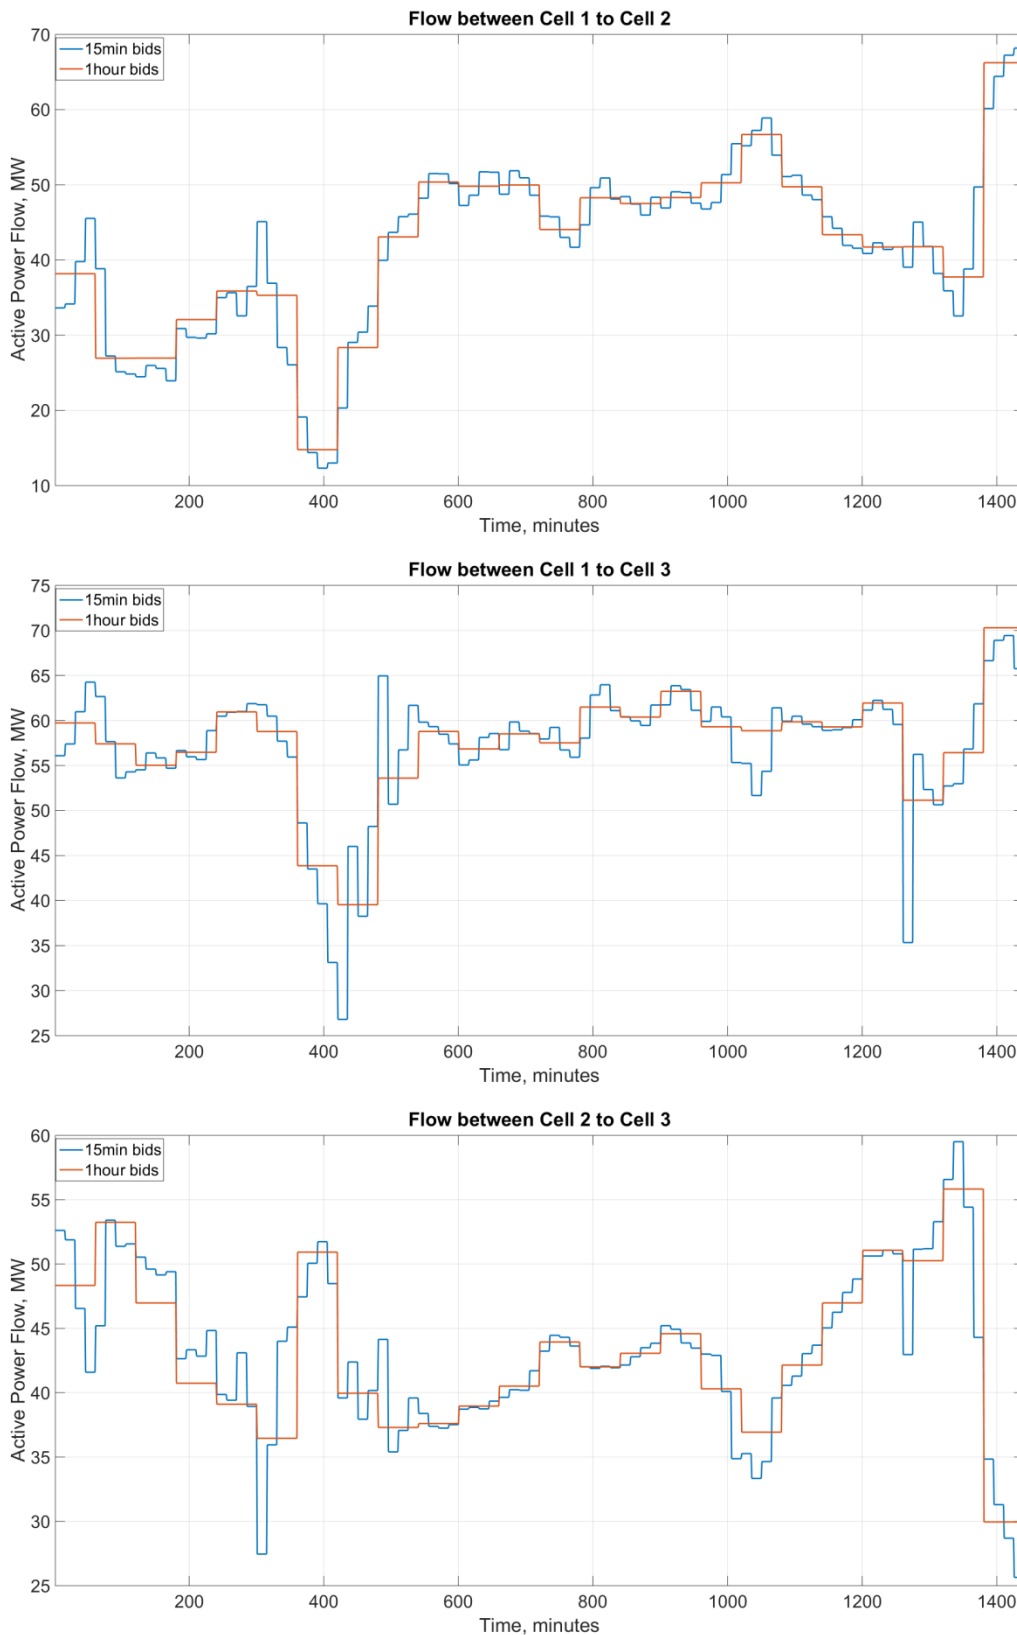 Flow between Cell 1 to Cell 2
70
60
50
40
30
20
10
Active Power Flow, MW
15min bids
1hour bids
200 400 600 800 1000 1200 1400
Time, minutes
Flow between Cell 1 to Cell 3
75
70
65
60
55
50
45
40
35
30
25
Active Power Flow, MW
15min bids
1hour bids
200 400 600 800 1000 1200 1400
Time, minutes
Flow between Cell 2 to Cell 3
60
55
50
45
40
35
30
25
Active Power Flow, MW
15min bids
1hour bids
200 400 600 800 1000 1200 1400
Time, minutes